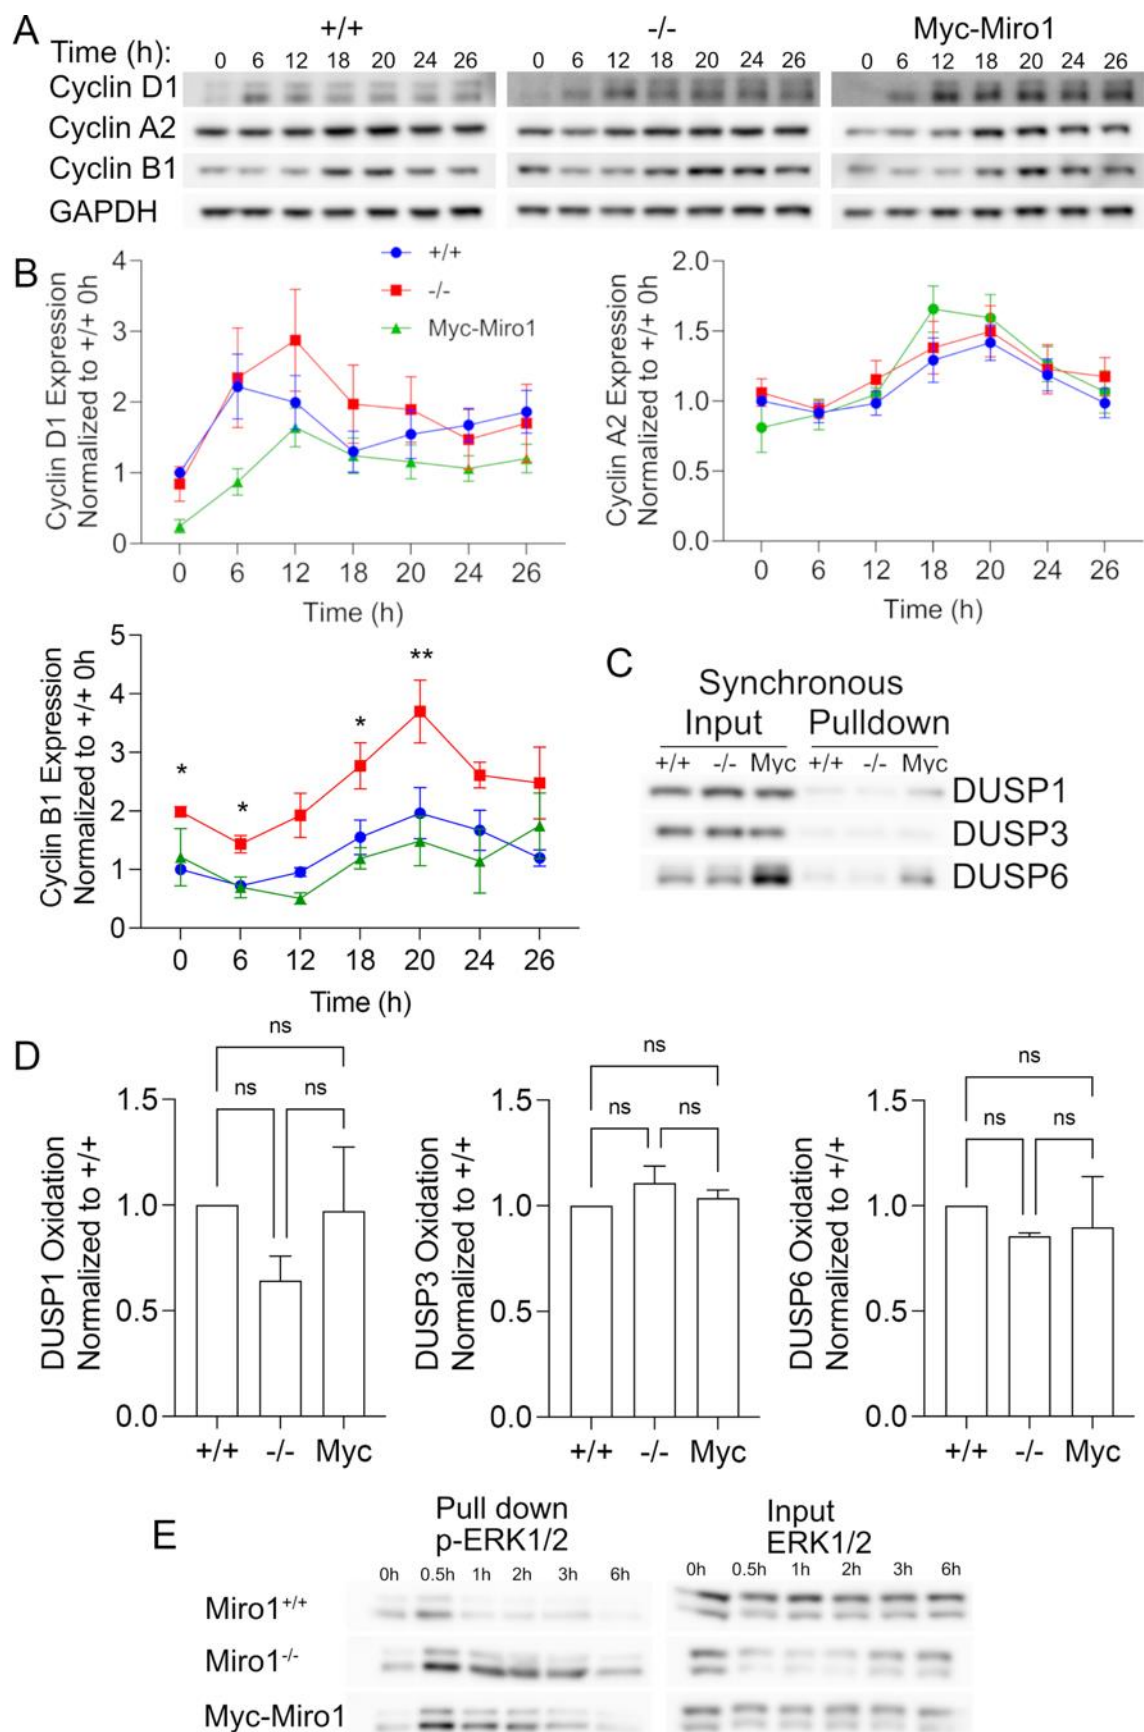 A
+/+
-/-
Myc-Miro1
Time (h):
0 6 12 18 20 24 26
0 6 12 18 20 24 26
0 6 12 18 20 24 26
Cyclin D1
Cyclin A2
Cyclin B1
GAPDH
B
Cyclin D1 Expression
Normalized to +/+ 0h
4
3
2
1
0
+/+
-/-
Myc-Miro1
0 6 12 18 20 24 26
Time (h)
Cyclin A2 Expression
Normalized to +/+ 0h
2.0
1.5
1.0
0.5
0.0
0 6 12 18 20 24 26
Time (h)
Cyclin B1 Expression
Normalized to +/+ 0h
5
4
3
2
1
0
* * * **
0 6 12 18 20 24 26
Time (h)
C
Synchronous
Input Pulldown
+/+ -/- Myc +/+ -/- Myc
DUSP1
DUSP3
DUSP6
D
DUSP1 Oxidation
Normalized to +/+
1.5
1.0
0.5
0.0
ns
ns ns
+/+ -/- Myc
DUSP3 Oxidation
Normalized to +/+
1.5
1.0
0.5
0.0
ns
ns ns
+/+ -/- Myc
DUSP6 Oxidation
Normalized to +/+
1.5
1.0
0.5
0.0
ns
ns ns
+/+ -/- Myc
E
Pull down
p-ERK1/2
Input
ERK1/2
0h 0.5h 1h 2h 3h 6h
0h 0.5h 1h 2h 3h 6h
Miro1+/+
Miro1-/-
Myc-Miro1